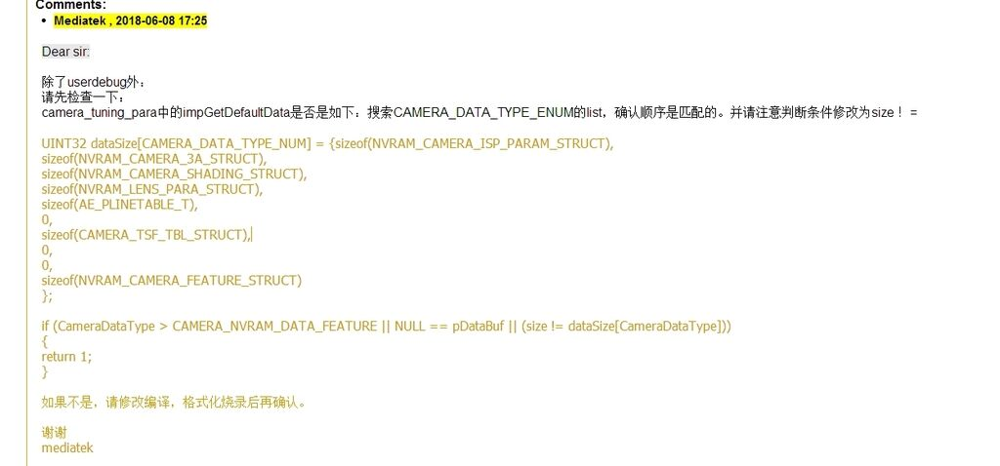 Comments:
• Mediatek , 2018-06-08 17:25
Dear sir:
除了userdebug外：
请先检查一下：
camera_tuning_para中的impGetDefaultData是否是如下：搜索CAMERA_DATA_TYPE_ENUM的list，确认顺序是匹配的。并请注意判断条件修改为size！ =
UINT32 dataSize[CAMERA_DATA_TYPE_NUM] = {sizeof(NVRAM_CAMERA_ISP_PARAM_STRUCT),
sizeof(NVRAM_CAMERA_3A_STRUCT),
sizeof(NVRAM_CAMERA_SHADING_STRUCT),
sizeof(NVRAM_LENS_PARA_STRUCT),
sizeof(AE_PLINETABLE_T),
0,
sizeof(CAMERA_TSF_TBL_STRUCT),
0,
0,
sizeof(NVRAM_CAMERA_FEATURE_STRUCT)
};
if (CameraDataType > CAMERA_NVRAM_DATA_FEATURE || NULL == pDataBuf || (size != dataSize[CameraDataType]))
{
return 1;
}
如果不是，请修改编译，格式化烧录后再确认。
谢谢
mediatek